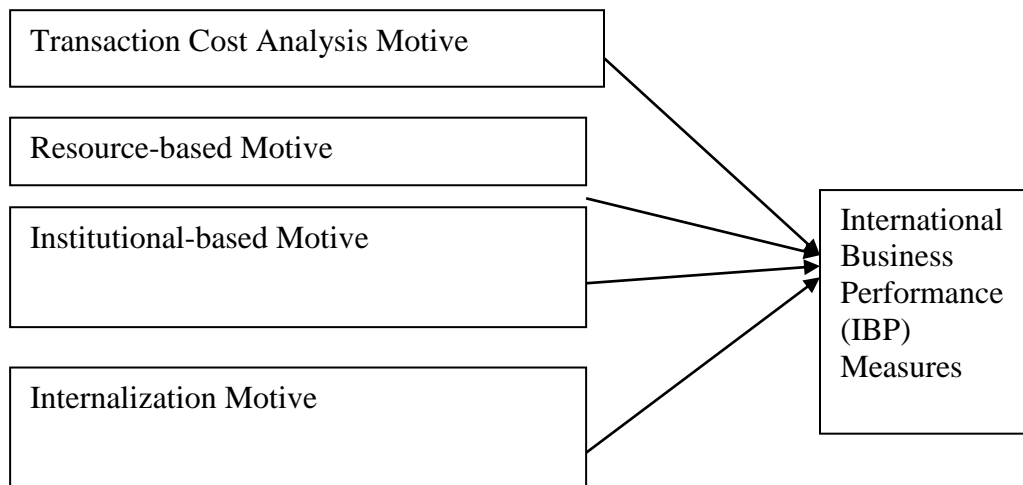 Transaction Cost Analysis Motive
Resource-based Motive
Institutional-based Motive
Internalization Motive
International
Business
Performance
(IBP)
Measures